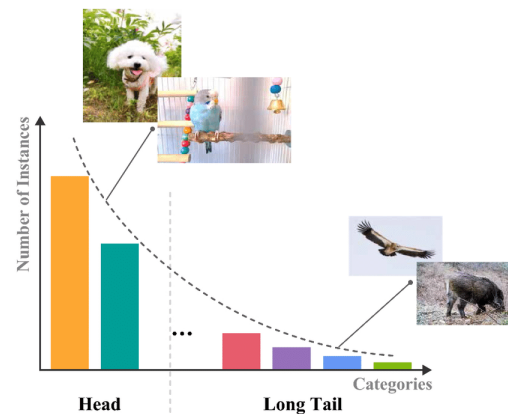 Number of Instances
...
Categories
Head
Long Tail